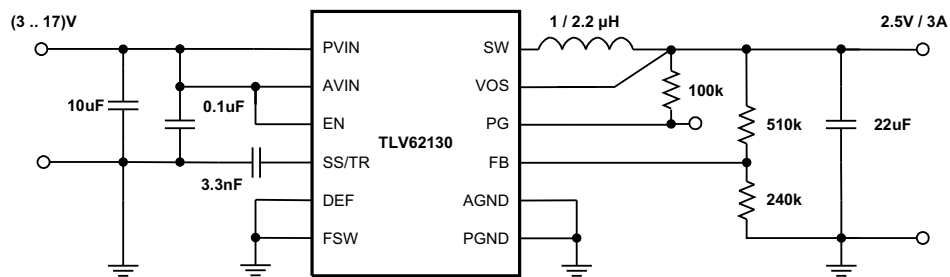 (3 .. 17)V
1 / 2.2 µH
2.5V / 3A
PVIN
SW
AVIN
VOS
10uF
0.1uF
100k
EN
PG
TLV62130
510k
22uF
SS/TR
FB
3.3nF
DEF
AGND
240k
FSW
PGND